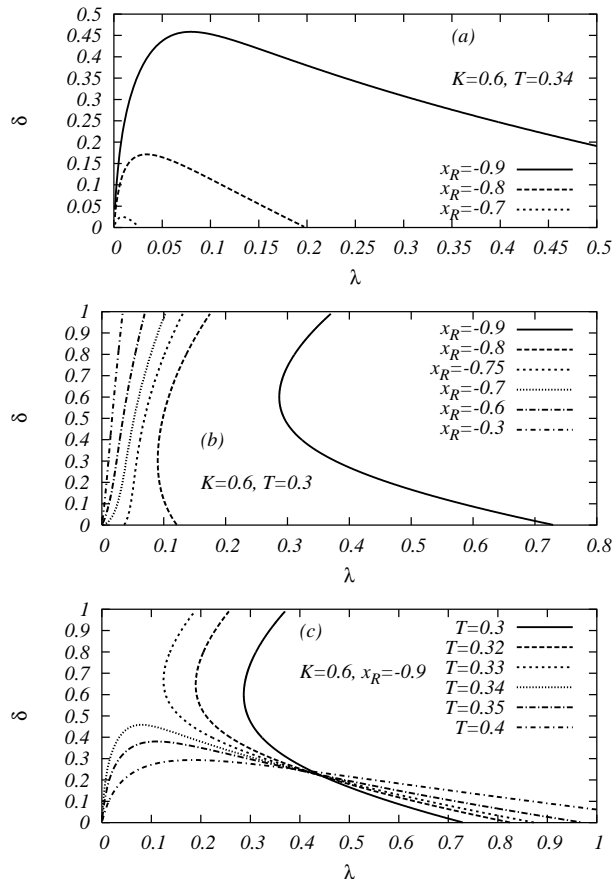 (a)
K=0.6, T=0.34
δ
0.5
0.45
0.4
0.35
0.3
0.25
0.2
0.15
0.1
0.05
0
x_R=-0.9
x_R=-0.8
x_R=-0.7
0 0.05 0.1 0.15 0.2 0.25 0.3 0.35 0.4 0.45 0.5
λ
δ
1
0.9
0.8
0.7
0.6
0.5
0.4
0.3
0.2
0.1
0
x_R=-0.9
x_R=-0.8
x_R=-0.75
x_R=-0.7
x_R=-0.6
x_R=-0.3
(b)
K=0.6, T=0.3
0 0.1 0.2 0.3 0.4 0.5 0.6 0.7 0.8
λ
δ
1
0.9
0.8
0.7
0.6
0.5
0.4
0.3
0.2
0.1
0
(c)
K=0.6, x_R=-0.9
T=0.3
T=0.32
T=0.33
T=0.34
T=0.35
T=0.4
0 0.1 0.2 0.3 0.4 0.5 0.6 0.7 0.8 0.9 1
λ